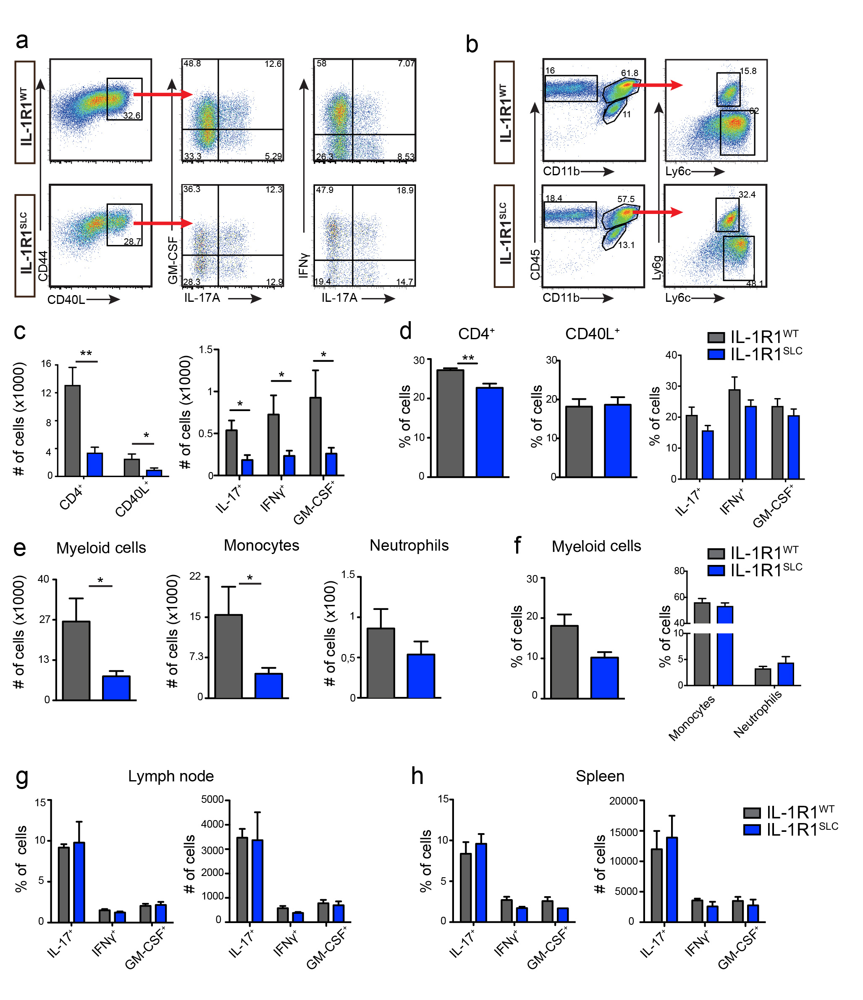 a
IL-1R1WT
CD44
32.6
48.8 12.6
33.3 5.29
GM-CSF
58 7.07
26.3 8.53
IFNγ
IL-1R1SLC
28.7
CD40L
36.3 12.3
28.3 12.9
IL-17A
47.9 18.9
19.4 14.7
IL-17A
b
IL-1R1WT
CD45
16 61.8
11
CD11b
15.8
62
Ly6g
Ly6c
IL-1R1SLC
18.4 57.5
13.1
CD11b
32.4
48.1
Ly6c
c
# of cells (x1000)
16
12
8
4
0
**
*
CD4+ CD40L+
# of cells (x1000)
1.5
1
0.5
0
* * *
IL-17+ IFNγ+ GM-CSF+
d
CD4+
% of cells
30
20
10
0
**
CD40L+
% of cells
30
20
10
0
IL-1R1WT
IL-1R1SLC
% of cells
40
30
20
10
0
IL-17+ IFNγ+ GM-CSF+
e
Myeloid cells
# of cells (x1000)
40
27
13
0
*
Monocytes
# of cells (x1000)
22
15
7.3
0
*
Neutrophils
# of cells (x100)
1.5
1
0,5
0
f
Myeloid cells
% of cells
30
20
10
0
IL-1R1WT
IL-1R1SLC
% of cells
80
60
40
10
5
0
Monocytes Neutrophils
g
Lymph node
% of cells
15
10
5
0
IL-17+ IFNγ+ GM-CSF+
# of cells
5000
4000
3000
2000
1000
0
IL-17+ IFNγ+ GM-CSF+
h
Spleen
% of cells
15
10
5
0
IL-17+ IFNγ+ GM-CSF+
# of cells
20000
15000
10000
5000
0
IL-17+ IFNγ+ GM-CSF+
IL-1R1WT
IL-1R1SLC